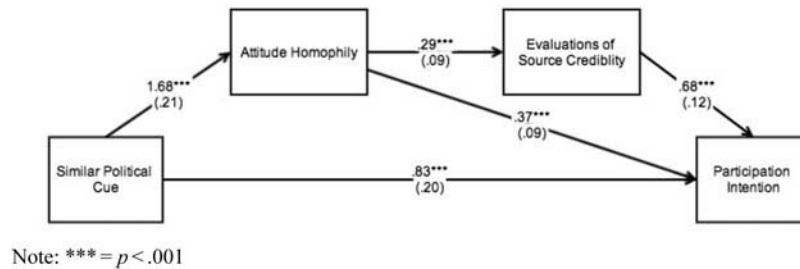 Attitude Homophily
.29***
(.09)
Evaluations of
Source Crediblity
1.68***
(.21)
.68***
(.12)
.37***
(.09)
Similar Political
Cue
.83***
(.20)
Participation
Intention
Note: *** = p < .001